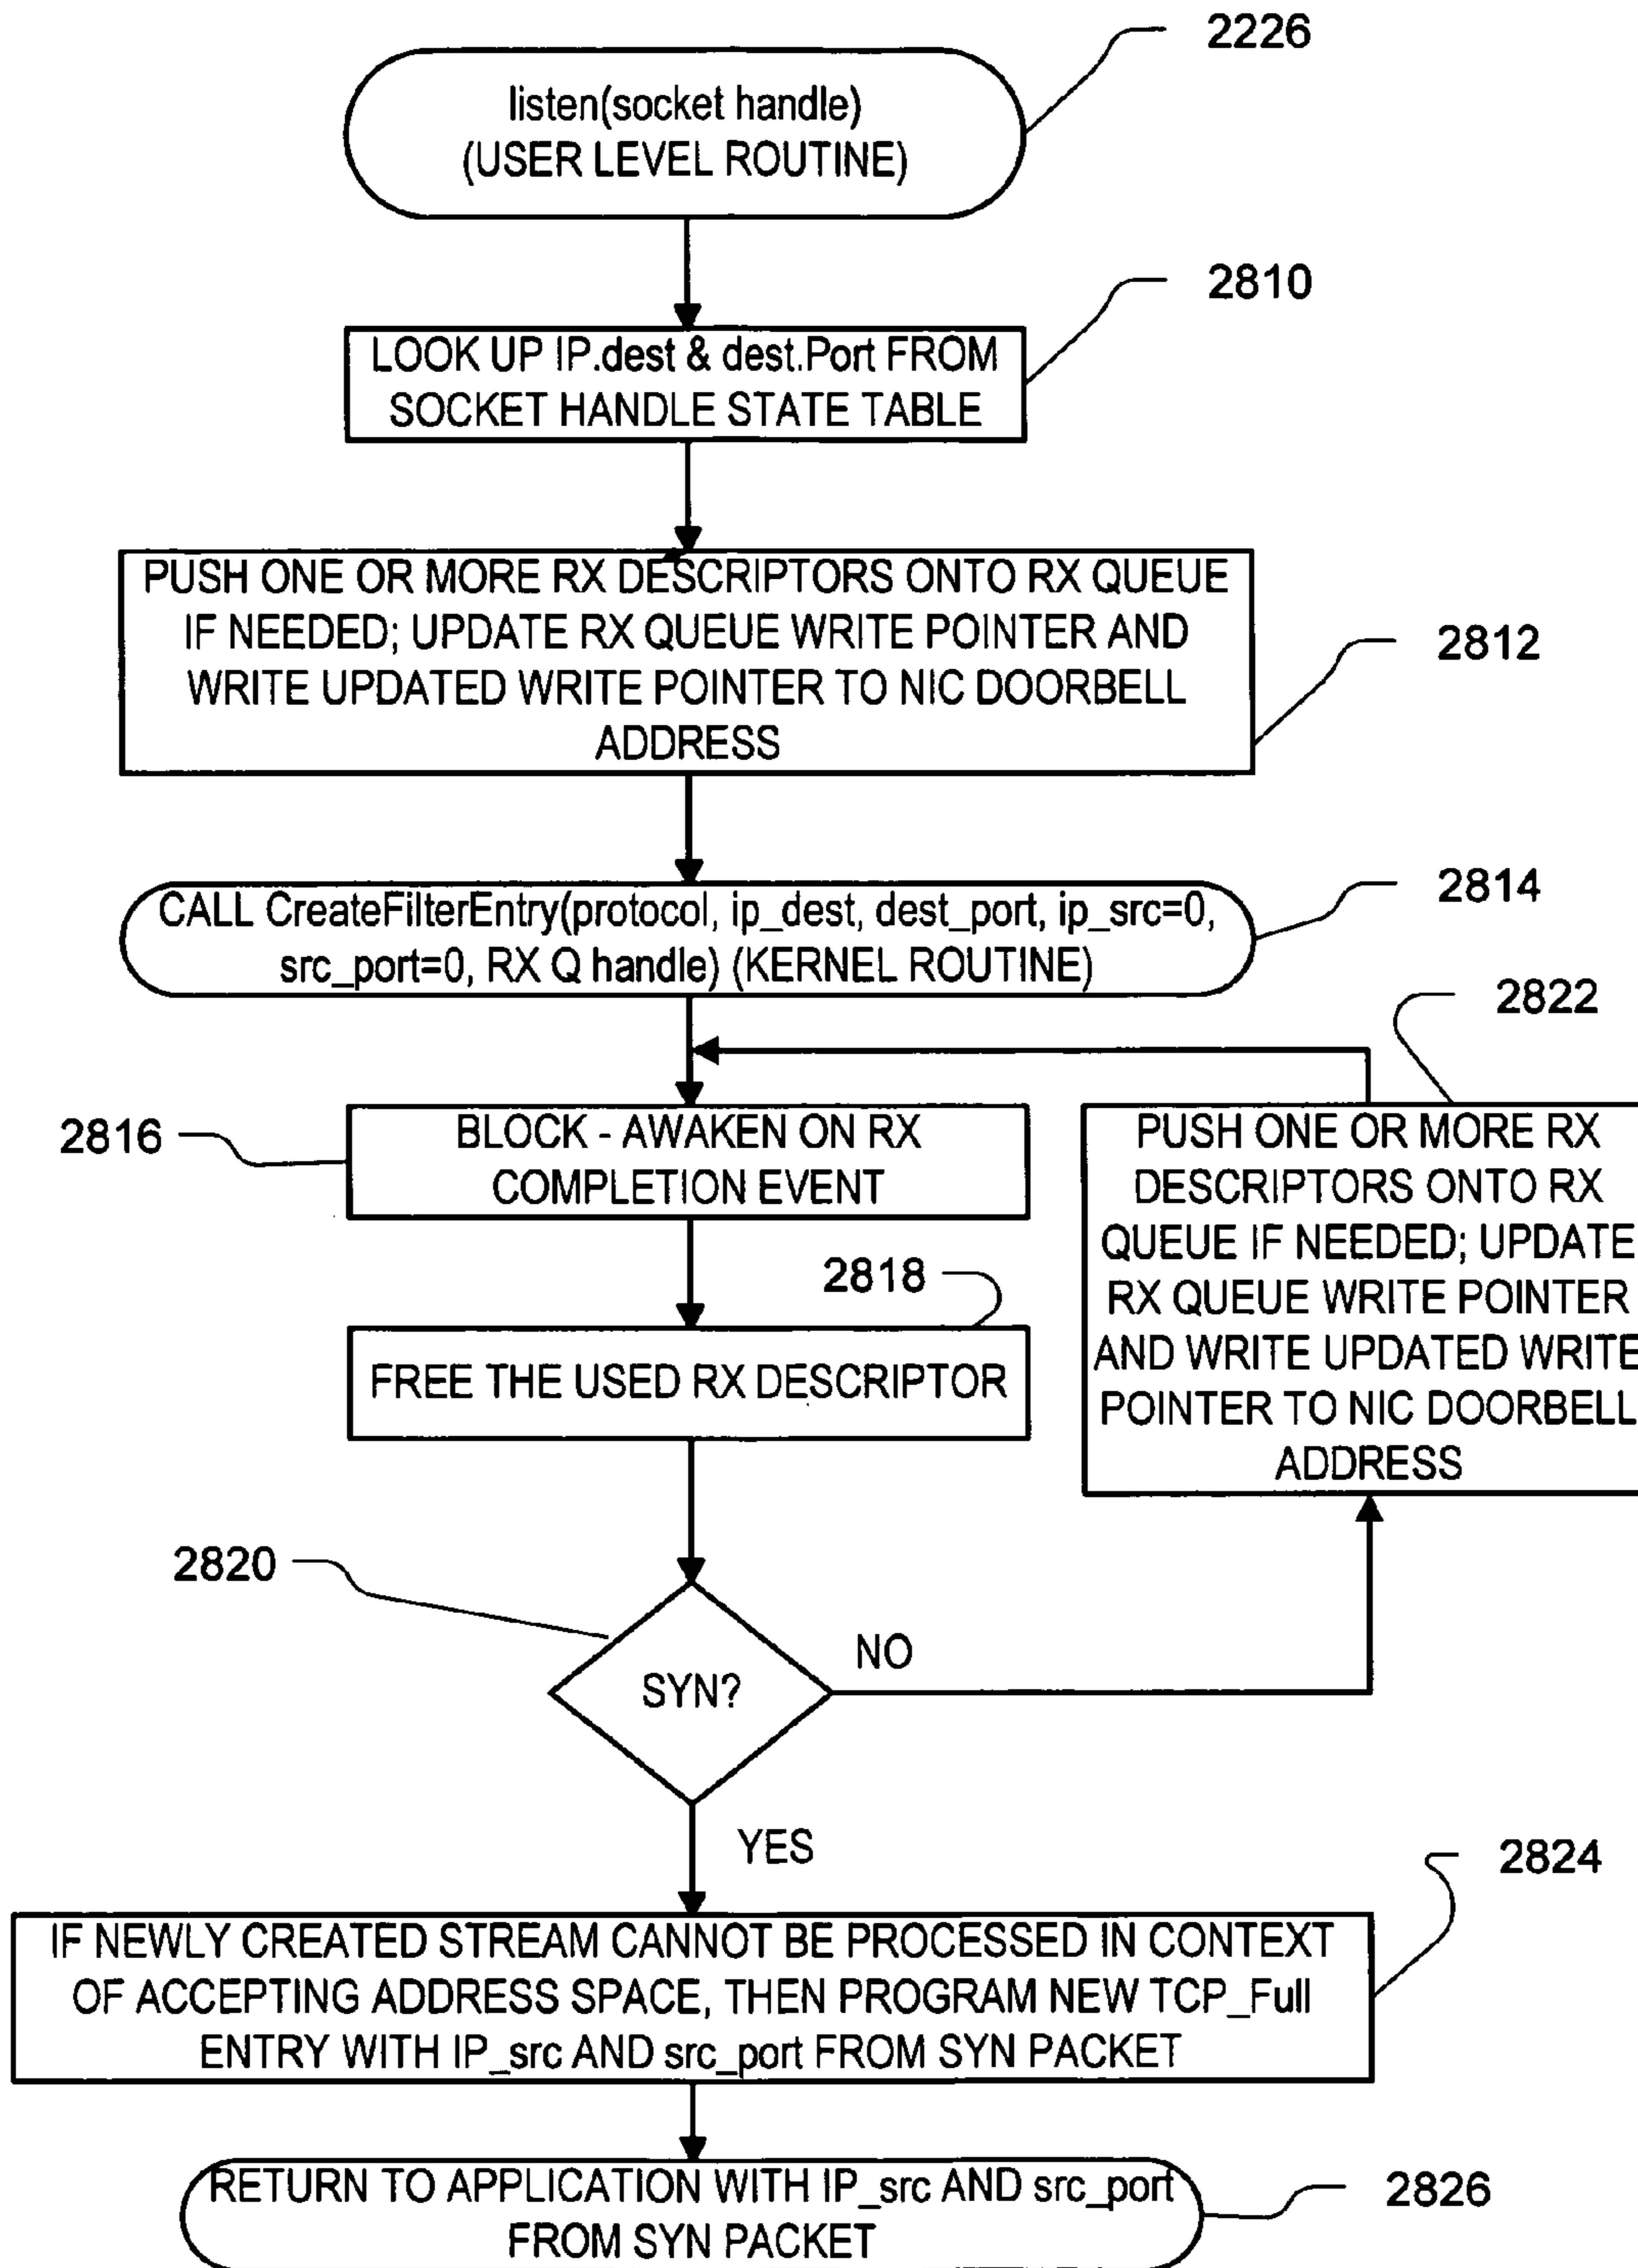 2226
listen(socket handle)
(USER LEVEL ROUTINE)
2810
LOOK UP IP.dest & dest.Port FROM
SOCKET HANDLE STATE TABLE
PUSH ONE OR MORE RX DESCRIPTORS ONTO RX QUEUE
IF NEEDED; UPDATE RX QUEUE WRITE POINTER AND
WRITE UPDATED WRITE POINTER TO NIC DOORBELL
ADDRESS
2812
CALL CreateFilterEntry(protocol, ip_dest, dest_port, ip_src=0,
src_port=0, RX Q handle) (KERNEL ROUTINE)
2814
2816
BLOCK - AWAKEN ON RX
COMPLETION EVENT
2822
PUSH ONE OR MORE RX
DESCRIPTORS ONTO RX
QUEUE IF NEEDED; UPDATE
RX QUEUE WRITE POINTER
AND WRITE UPDATED WRITE
POINTER TO NIC DOORBELL
ADDRESS
2818
FREE THE USED RX DESCRIPTOR
2820
SYN?
NO
YES
2824
IF NEWLY CREATED STREAM CANNOT BE PROCESSED IN CONTEXT
OF ACCEPTING ADDRESS SPACE, THEN PROGRAM NEW TCP_Full
ENTRY WITH IP_src AND src_port FROM SYN PACKET
RETURN TO APPLICATION WITH IP_src AND src_port
FROM SYN PACKET
2826